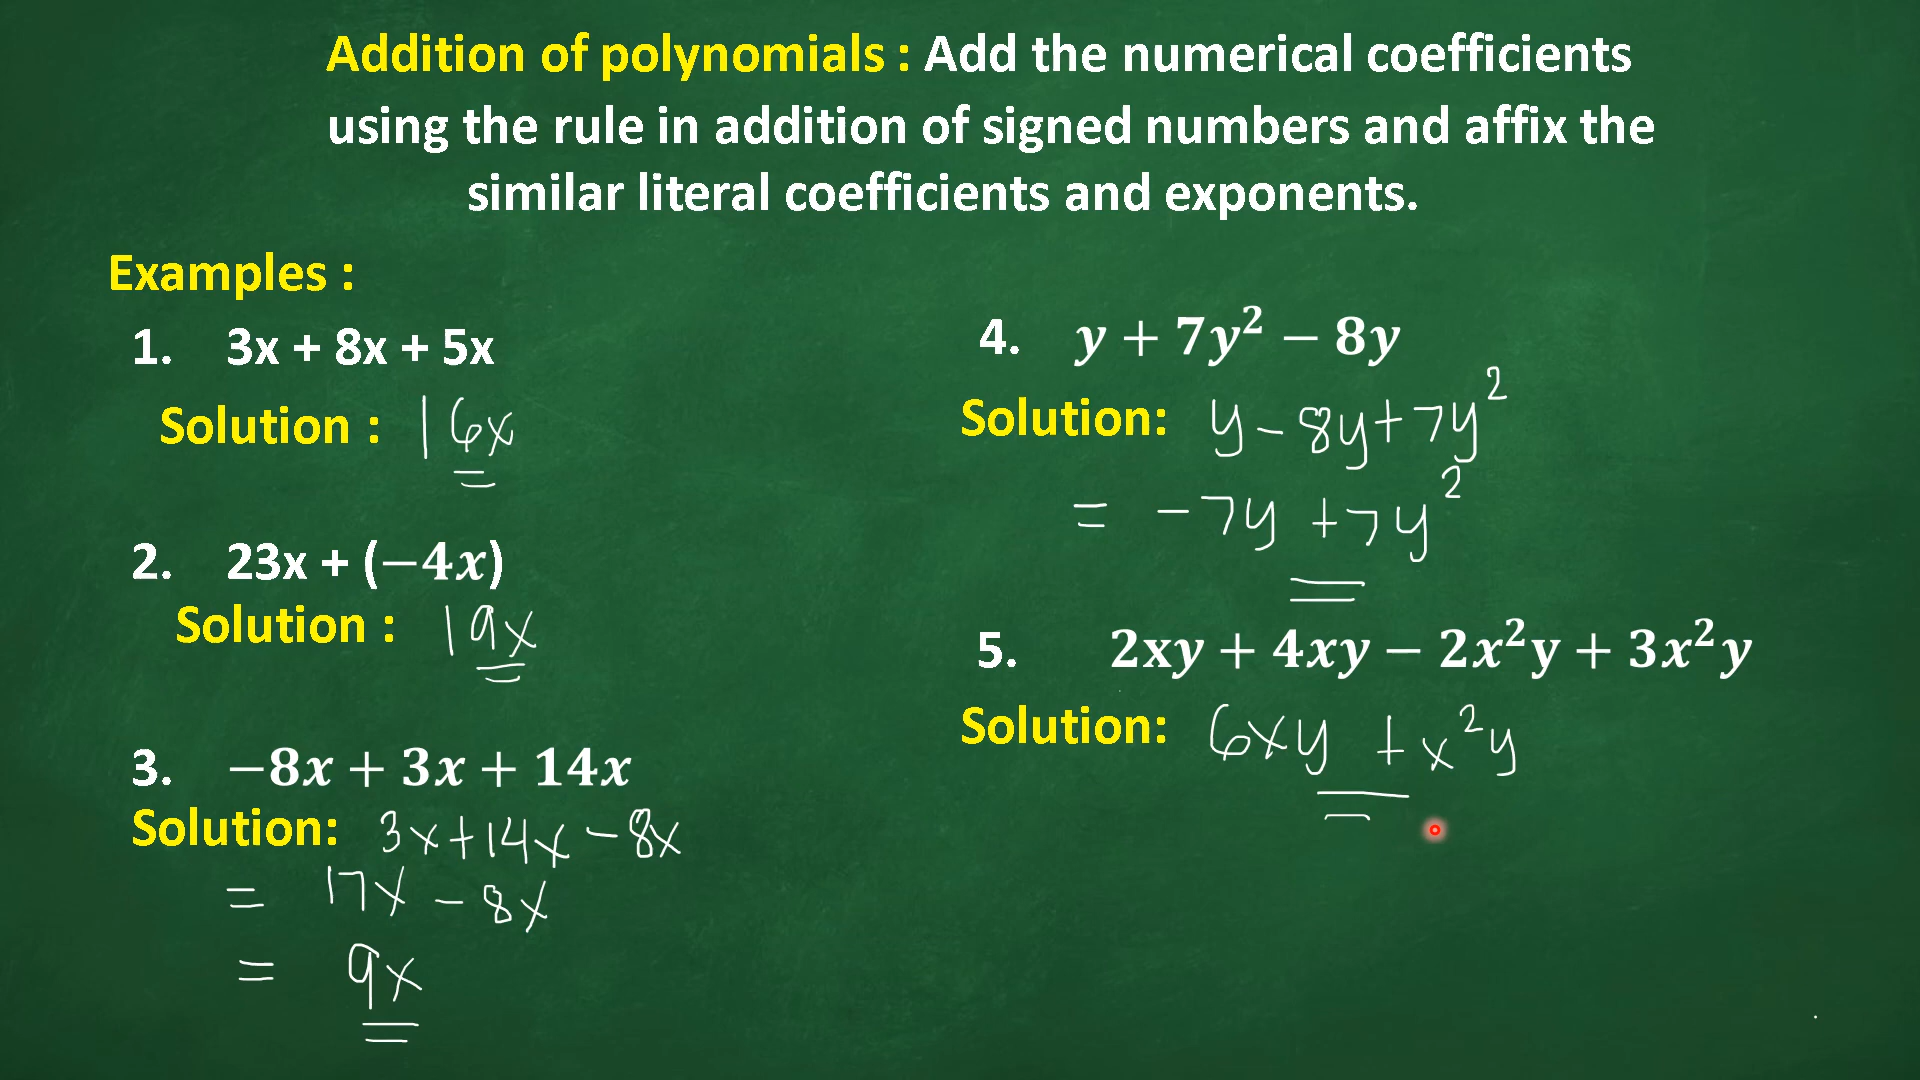 Addition of polynomials : Add the numerical coefficients
using the rule in addition of signed numbers and affix the
similar literal coefficients and exponents.
Examples :
1. 3x + 8x + 5x
Solution : 16x
2. 23x + (−4x)
Solution : 19x
3. −8x + 3x + 14x
Solution: 3x+14x−8x
= 17x − 8x
= 9x
4. y + 7y² − 8y
Solution: y−8y+7y²
= −7y +7y²
5. 2xy + 4xy − 2x²y + 3x²y
Solution: 6xy + x²y